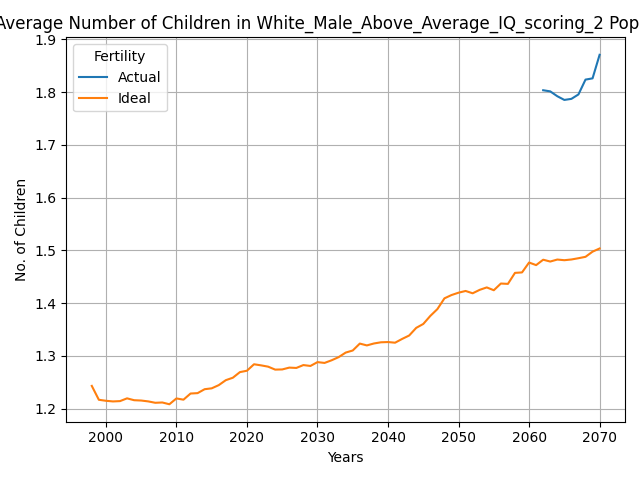 Average Number of Children in White_Male_Above_Average_IQ_scoring_2 Pop
1.9
1.8
1.7
1.6
1.5
1.4
1.3
1.2
No. of Children
Fertility
Actual
Ideal
2000 2010 2020 2030 2040 2050 2060 2070
Years